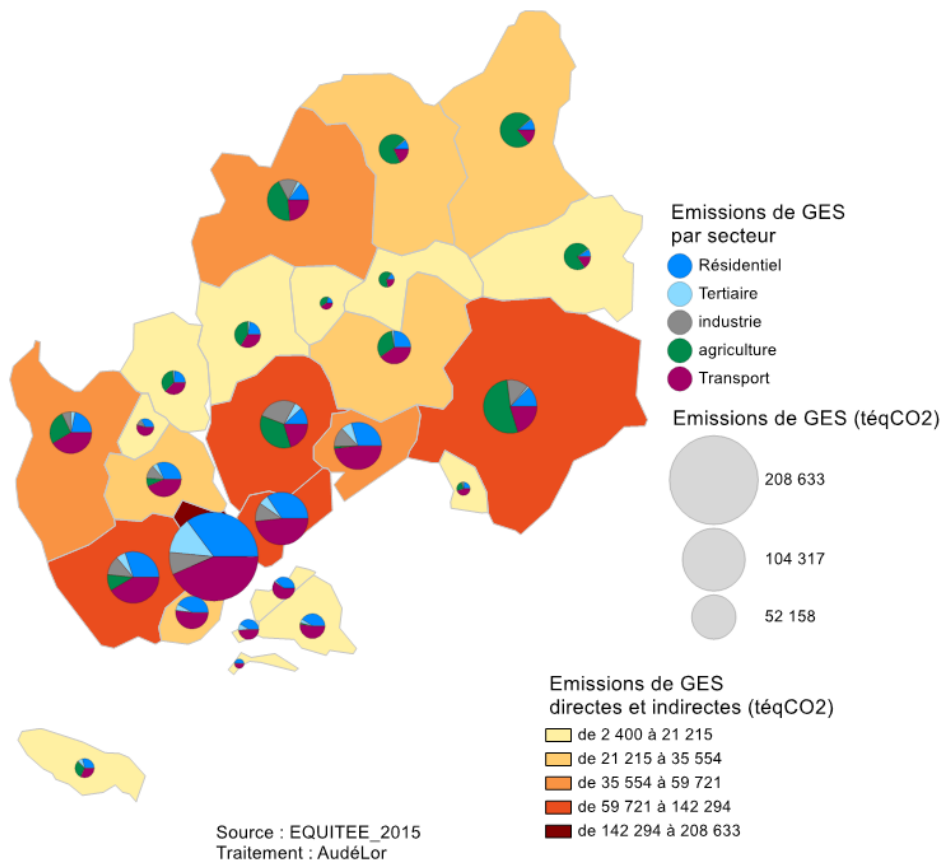 Emissions de GES
par secteur
Résidentiel
Tertiaire
industrie
agriculture
Transport
Emissions de GES (téqCO2)
208 633
104 317
52 158
Emissions de GES
directes et indirectes (téqCO2)
de 2 400 à 21 215
de 21 215 à 35 554
de 35 554 à 59 721
de 59 721 à 142 294
de 142 294 à 208 633
Source : EQUITEE_2015
Traitement : AudéLor